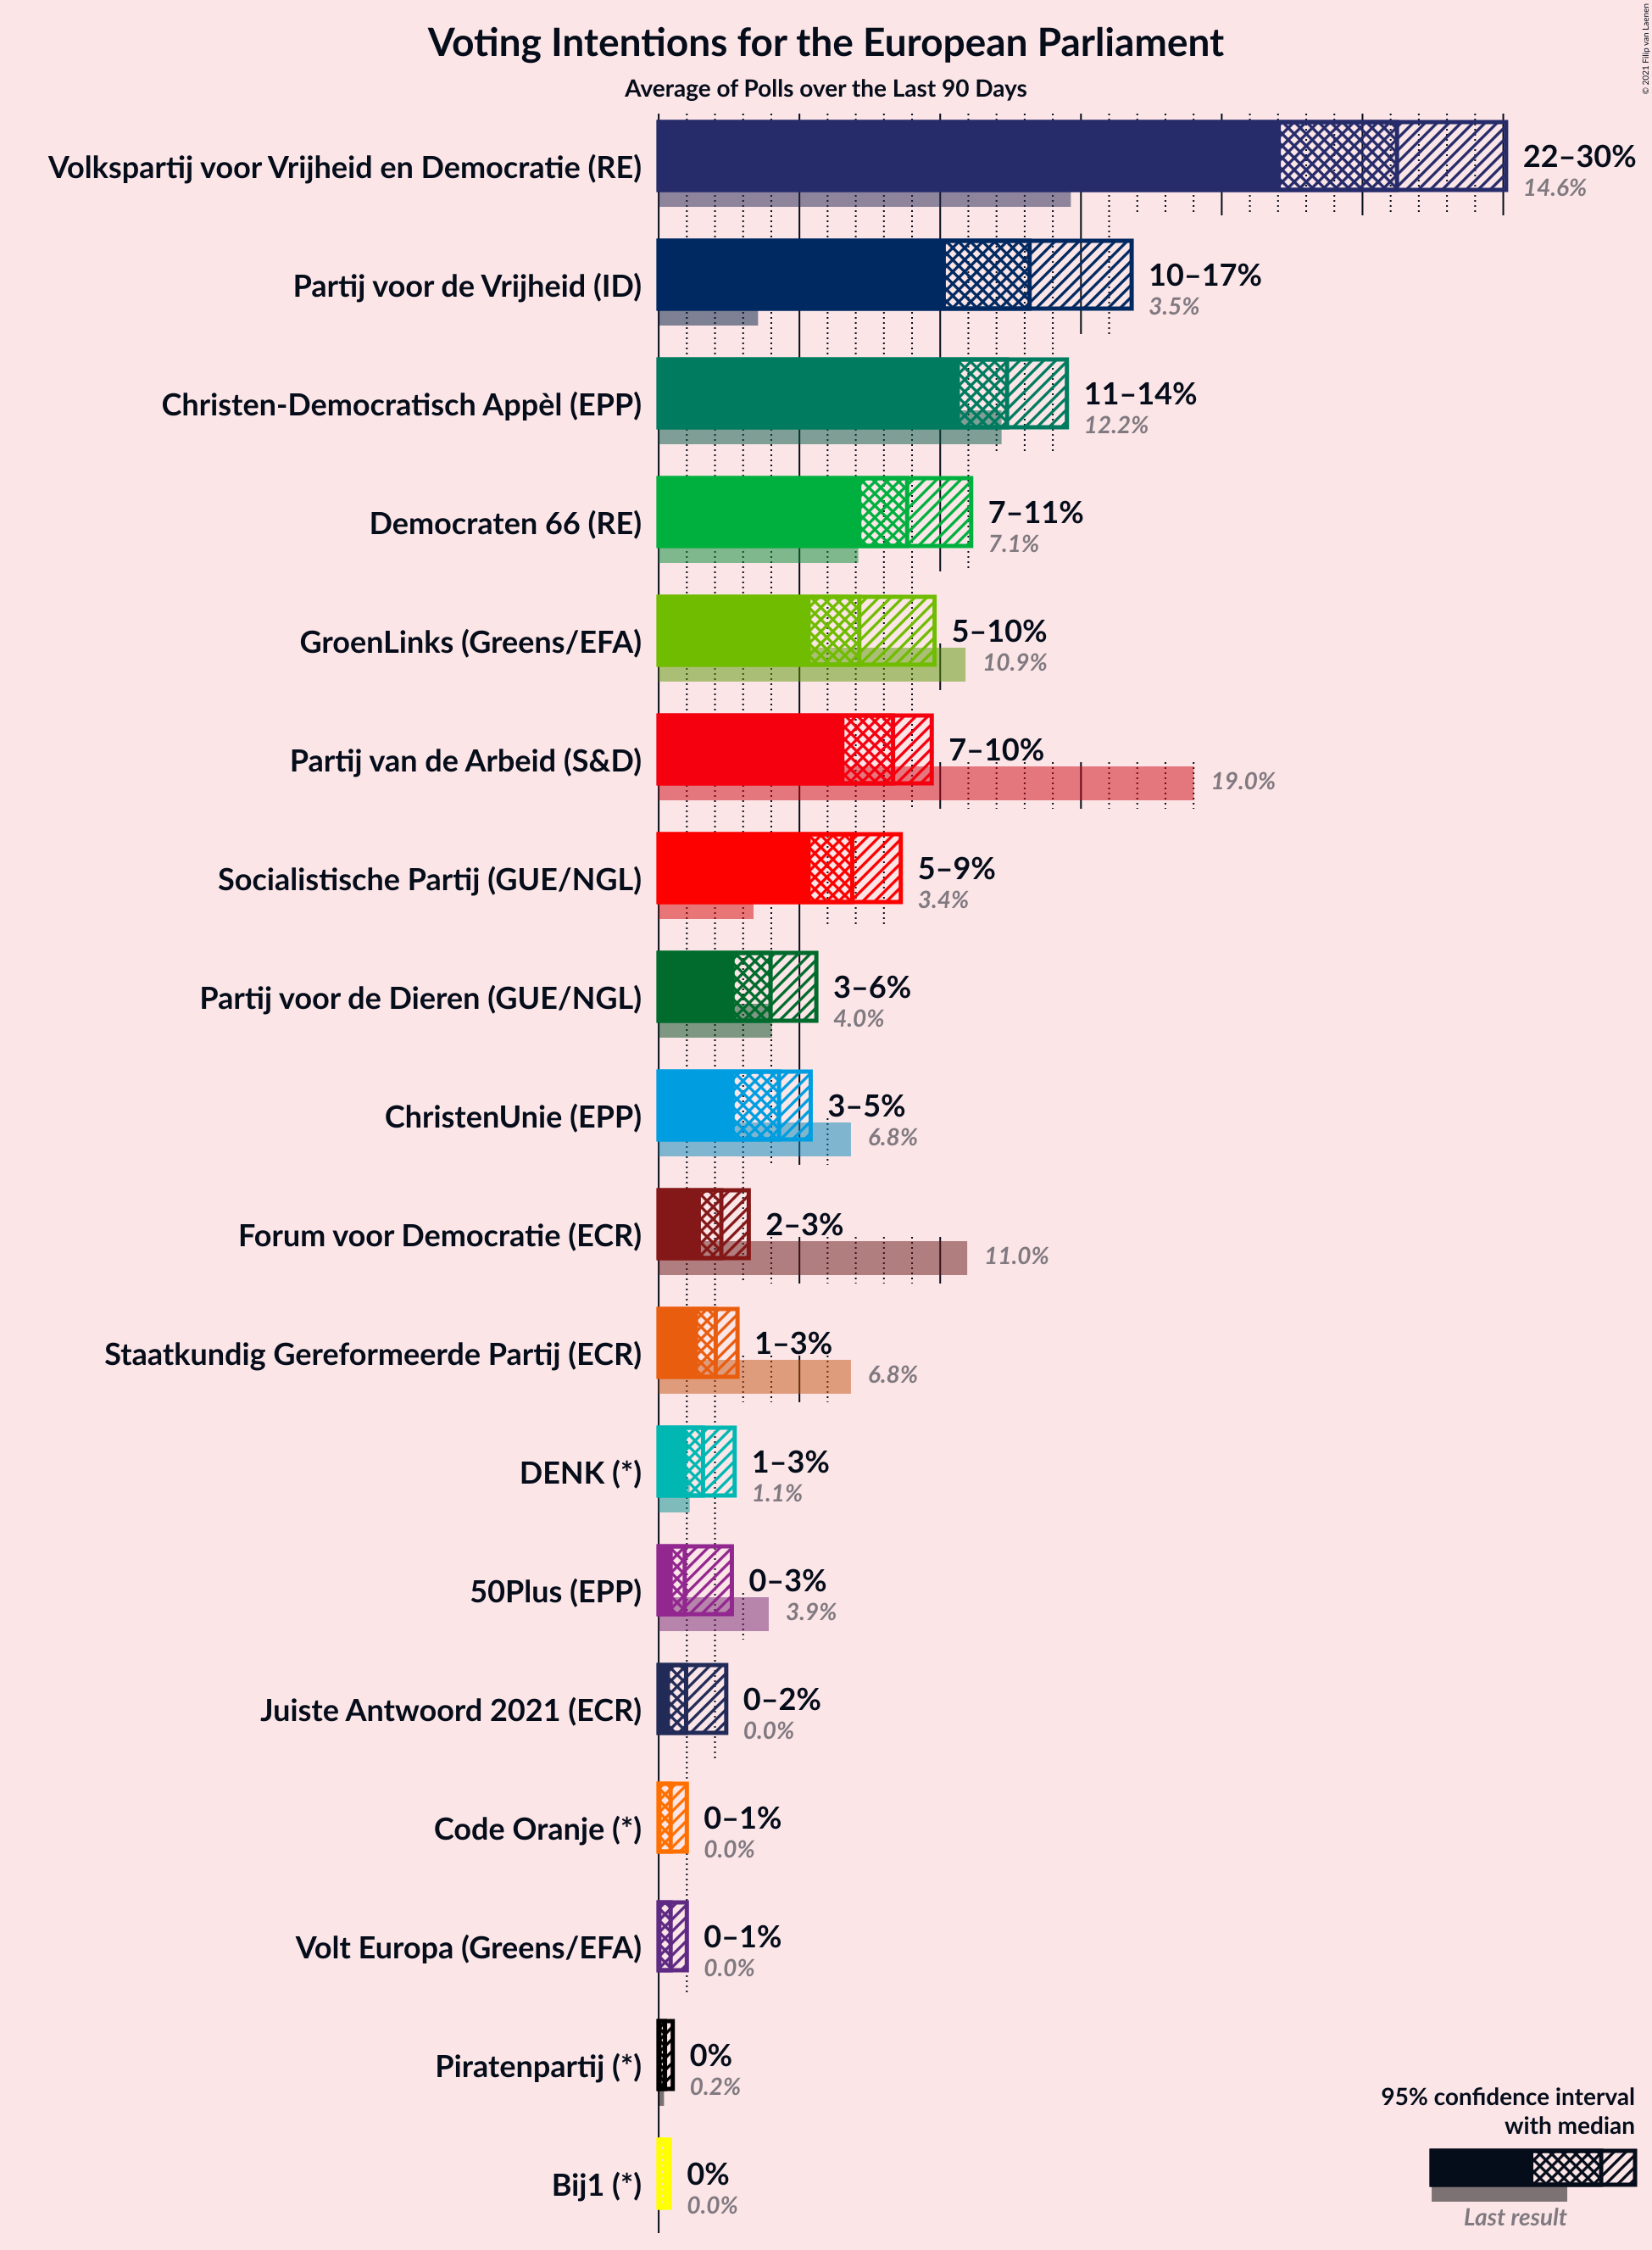 Voting Intentions for the European Parliament
Average of Polls over the Last 90 Days
© 2021 Filip van Laenen
Volkspartij voor Vrijheid en Democratie (RE)
22–30%
14.6%
Partij voor de Vrijheid (ID)
10–17%
3.5%
Christen-Democratisch Appèl (EPP)
11–14%
12.2%
Democraten 66 (RE)
7–11%
7.1%
GroenLinks (Greens/EFA)
5–10%
10.9%
Partij van de Arbeid (S&D)
7–10%
19.0%
Socialistische Partij (GUE/NGL)
5–9%
3.4%
Partij voor de Dieren (GUE/NGL)
3–6%
4.0%
ChristenUnie (EPP)
3–5%
6.8%
Forum voor Democratie (ECR)
2–3%
11.0%
Staatkundig Gereformeerde Partij (ECR)
1–3%
6.8%
DENK (*)
1–3%
1.1%
50Plus (EPP)
0–3%
3.9%
Juiste Antwoord 2021 (ECR)
0–2%
0.0%
Code Oranje (*)
0–1%
0.0%
Volt Europa (Greens/EFA)
0–1%
0.0%
Piratenpartij (*)
0%
0.2%
Bij1 (*)
0%
0.0%
95% confidence interval
with median
Last result